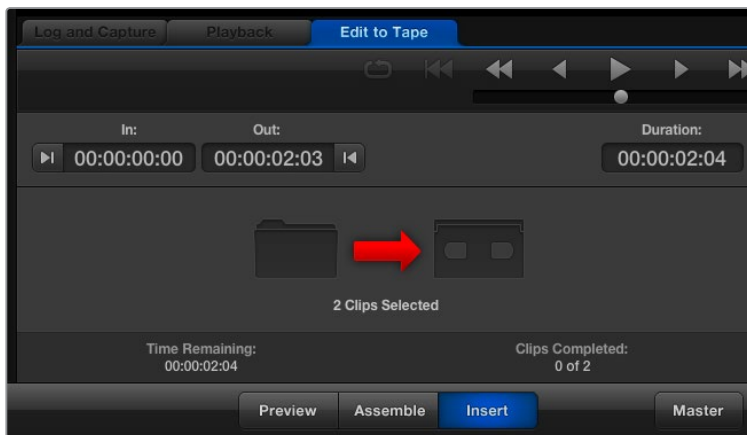 Log and Capture Playback Edit to Tape
In: Out: Duration:
00:00:00:00 00:00:02:03 00:00:02:04
2 Clips Selected
Time Remaining: Clips Completed:
00:00:02:04 0 of 2
Preview Assemble Insert Master